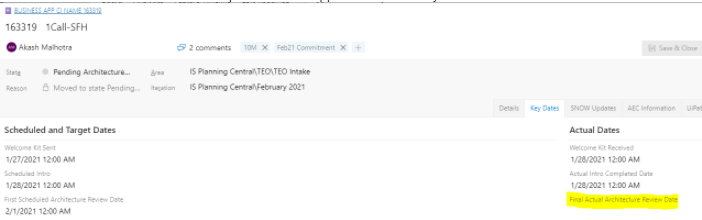 BUSINESS APP CI NAME 163319
163319 1Call-SFH
AM Akash Malhotra 2 comments 10M Feb21 Commitment Save & Close
State Pending Architecture... Area IS Planning Central\TEO\TEO Intake
Reason Moved to state Pending... Iteration IS Planning Central\February 2021
Details Key Dates SNOW Updates AEC Information UiPat
Scheduled and Target Dates
Welcome Kit Sent
1/27/2021 12:00 AM
Scheduled Intro
1/28/2021 12:00 AM
First Scheduled Architecture Review Date
2/1/2021 12:00 AM
Actual Dates
Welcome Kit Received
1/28/2021 12:00 AM
Actual Intro Completed Date
1/28/2021 12:00 AM
Final Actual Architecture Review Date